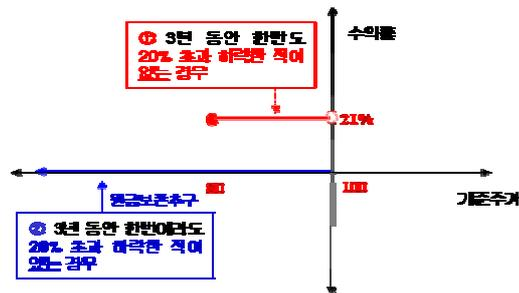 ① 3년 동안 한번도
20% 초과 하락한 적이
없는 경우
수익률
21%
80
100
기준주가
원금보존추구
② 3년 동안 한번이라도
20% 초과 하락한 적이
있는 경우